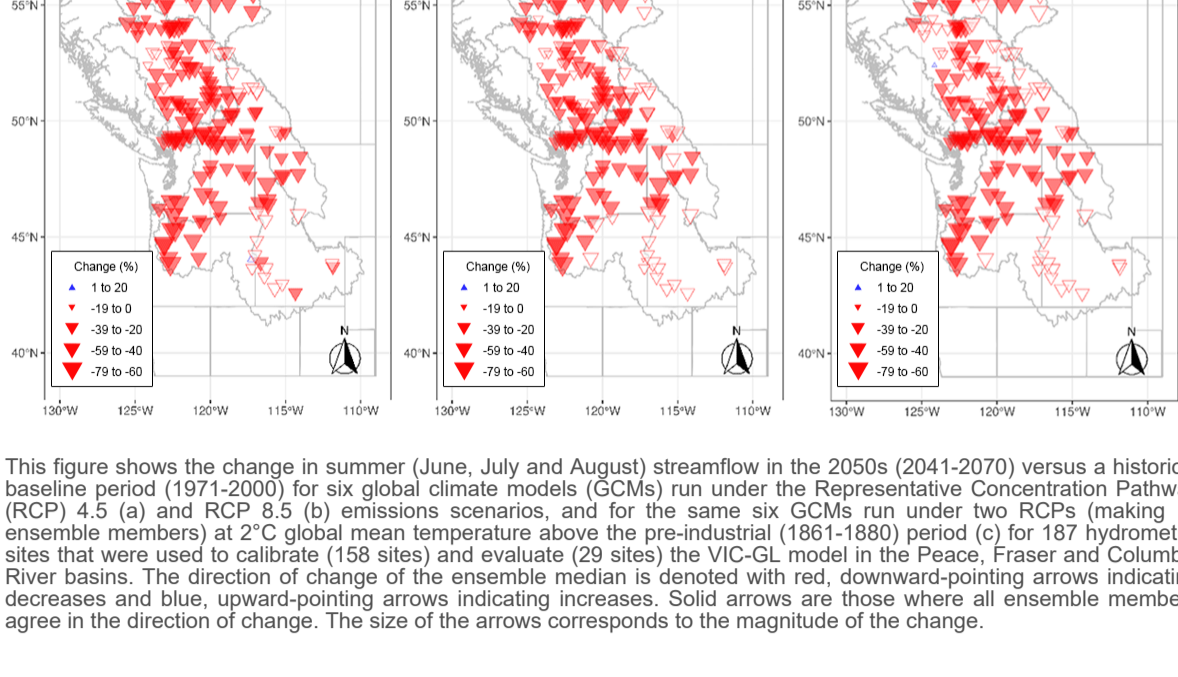 55°N
50°N
45°N
40°N
Change (%)
1 to 20
-19 to 0
-39 to -20
-59 to -40
-79 to -60
N
130°W 125°W 120°W 115°W 110°W
55°N
50°N
45°N
40°N
Change (%)
1 to 20
-19 to 0
-39 to -20
-59 to -40
-79 to -60
N
130°W 125°W 120°W 115°W 110°W
55°N
50°N
45°N
40°N
Change (%)
1 to 20
-19 to 0
-39 to -20
-59 to -40
-79 to -60
N
130°W 125°W 120°W 115°W 110°W
This figure shows the change in summer (June, July and August) streamflow in the 2050s (2041-2070) versus a historic
baseline period (1971-2000) for six global climate models (GCMs) run under the Representative Concentration Pathw
(RCP) 4.5 (a) and RCP 8.5 (b) emissions scenarios, and for the same six GCMs run under two RCPs (making
ensemble members) at 2°C global mean temperature above the pre-industrial (1861-1880) period (c) for 187 hydromet
sites that were used to calibrate (158 sites) and evaluate (29 sites) the VIC-GL model in the Peace, Fraser and Columb
River basins. The direction of change of the ensemble median is denoted with red, downward-pointing arrows indicati
decreases and blue, upward-pointing arrows indicating increases. Solid arrows are those where all ensemble membe
agree in the direction of change. The size of the arrows corresponds to the magnitude of the change.